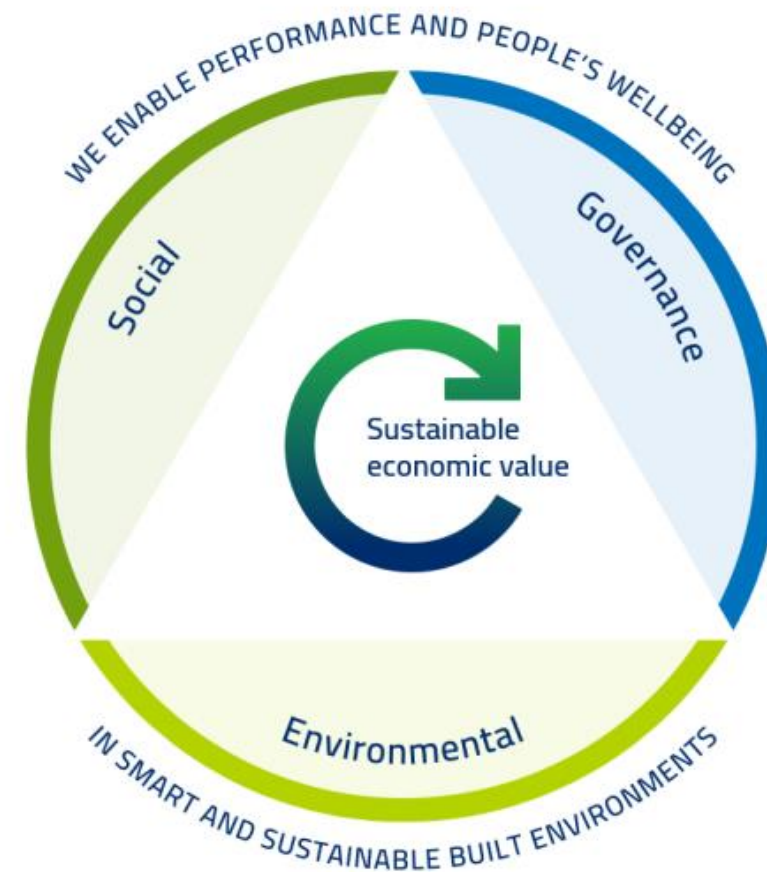 WE ENABLE PERFORMANCE AND PEOPLE'S WELLBEING
Social
Governance
Sustainable
economic value
Environmental
IN SMART AND SUSTAINABLE BUILT ENVIRONMENTS